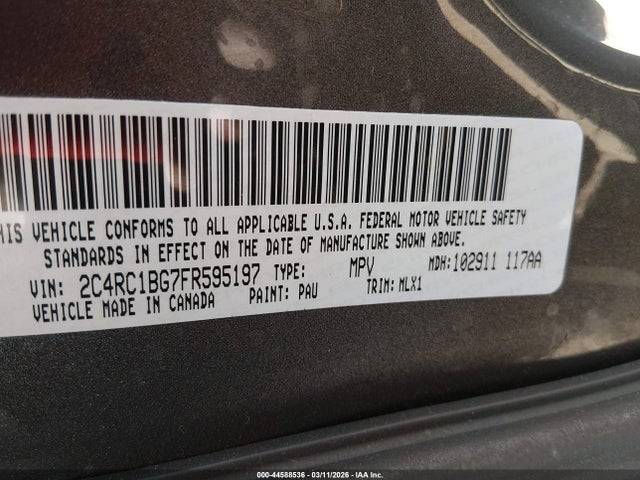 HIS VEHICLE CONFORMS TO ALL APPLICABLE U.S.A. FEDERAL MOTOR VEHICLE SAFETY
STANDARDS IN EFFECT ON THE DATE OF MANUFACTURE SHOWN ABOVE.
VIN: 2C4RC1BG7FR595197 TYPE: MPV MDH:102911 117AA
VEHICLE MADE IN CANADA PAINT: PAU TRIM: MLX1
000-44588536 | 03/11/2026 | IAA Inc.